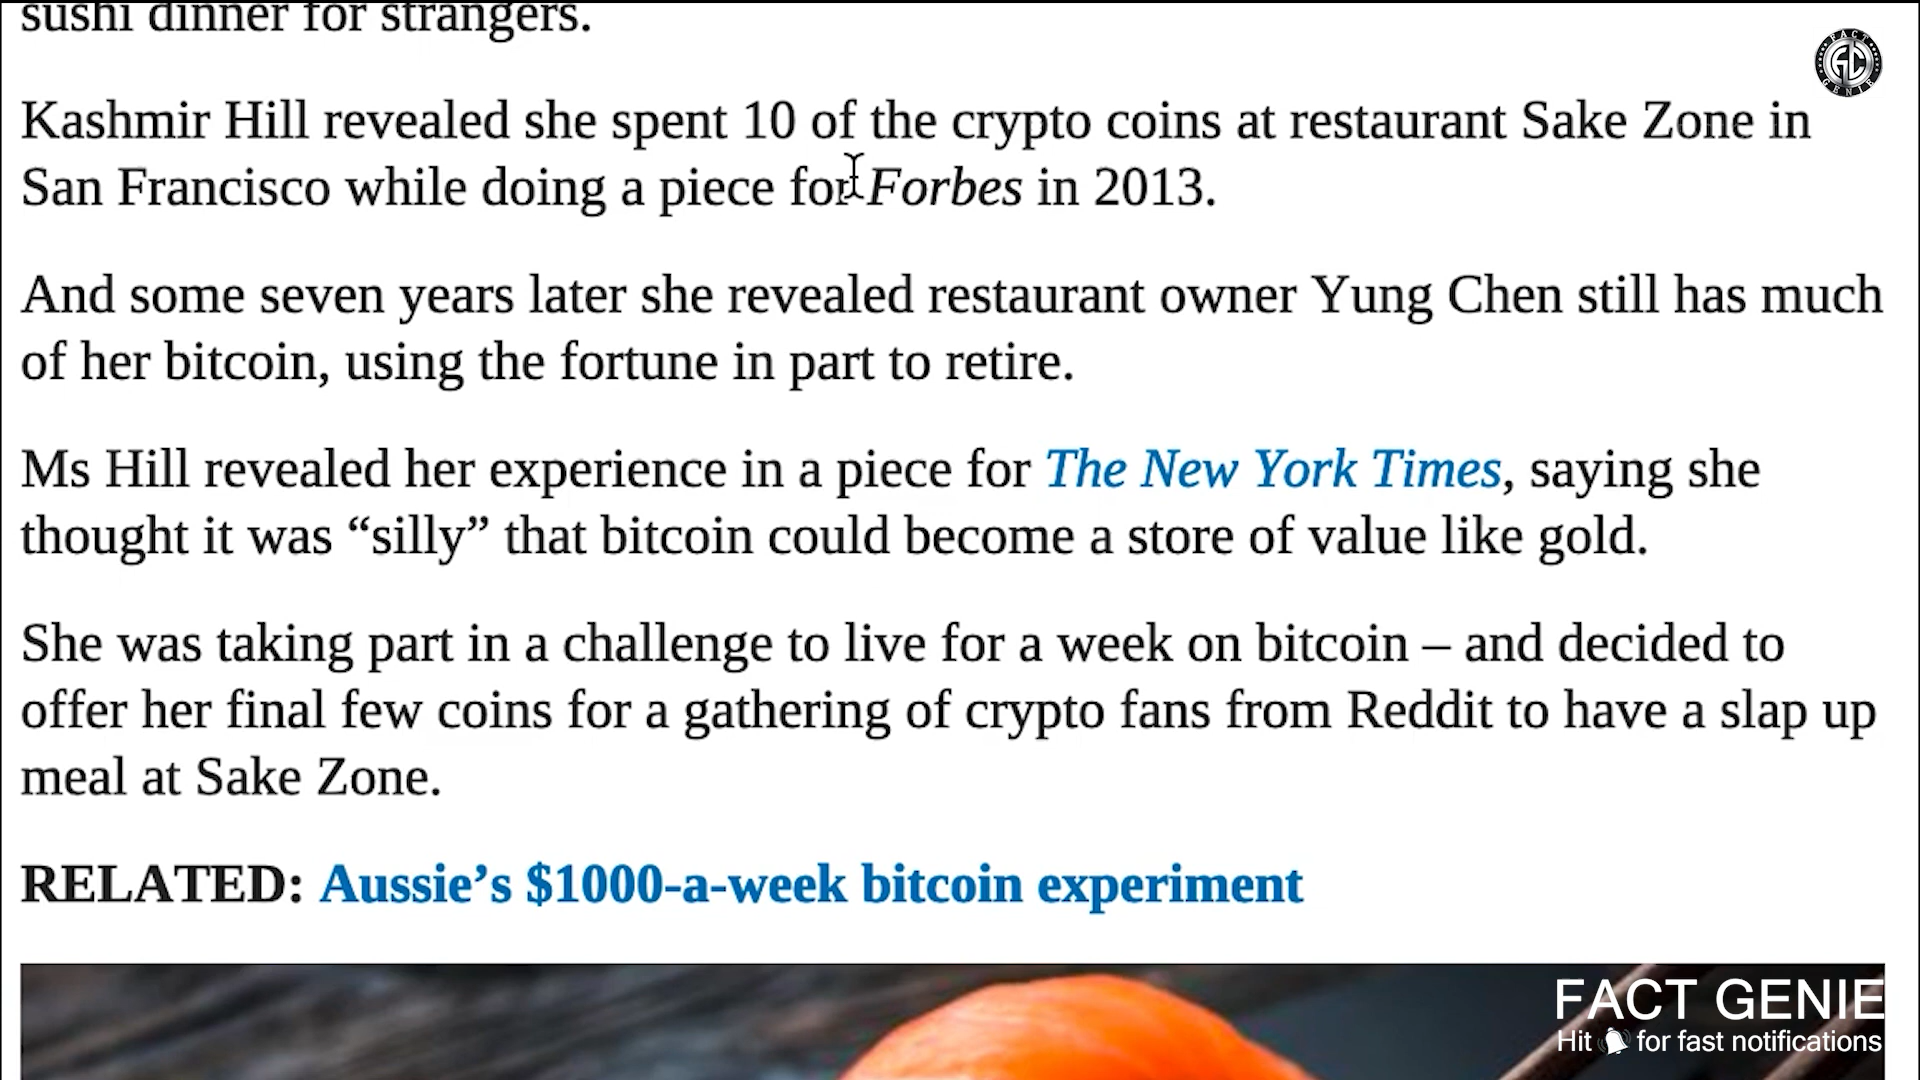 sushi dinner for strangers.
FACT
GENIE
Kashmir Hill revealed she spent 10 of the crypto coins at restaurant Sake Zone in
San Francisco while doing a piece for Forbes in 2013.
And some seven years later she revealed restaurant owner Yung Chen still has much
of her bitcoin, using the fortune in part to retire.
Ms Hill revealed her experience in a piece for The New York Times, saying she
thought it was “silly” that bitcoin could become a store of value like gold.
She was taking part in a challenge to live for a week on bitcoin – and decided to
offer her final few coins for a gathering of crypto fans from Reddit to have a slap up
meal at Sake Zone.
RELATED: Aussie’s $1000-a-week bitcoin experiment
FACT GENIE
Hit 🔔 for fast notifications